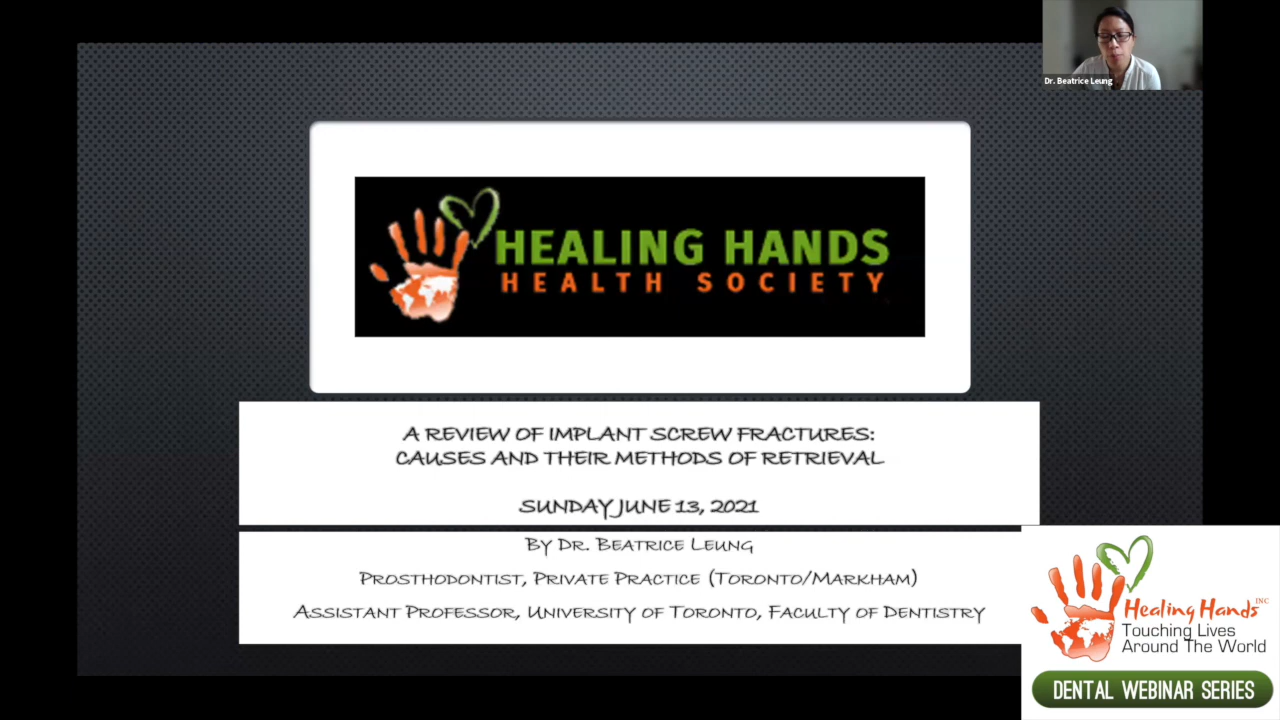 Dr. Beatrice Leung
HEALING HANDS
HEALTH SOCIETY
A REVIEW OF IMPLANT SCREW FRACTURES:
CAUSES AND THEIR METHODS OF RETRIEVAL
SUNDAY JUNE 13, 2021
BY DR. BEATRICE LEUNG
PROSTHODONTIST, PRIVATE PRACTICE (TORONTO/MARKHAM)
ASSISTANT PROFESSOR, UNIVERSITY OF TORONTO, FACULTY OF DENTISTRY
Healing Hands INC
Touching Lives
Around The World
DENTAL WEBINAR SERIES